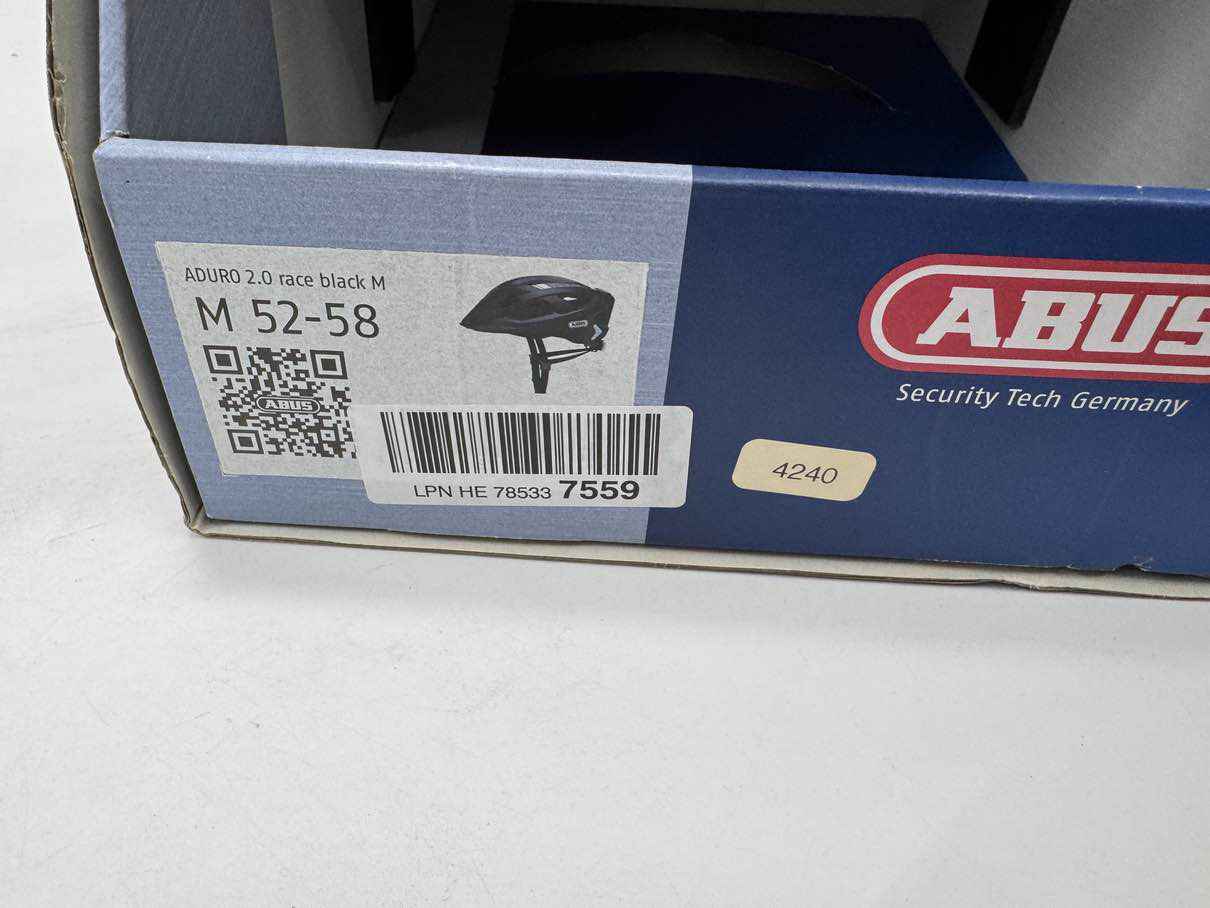 ADURO 2.0 race black M
M 52-58
ABUS
LPN HE 78533 7559
4240
ABUS
Security Tech Germany